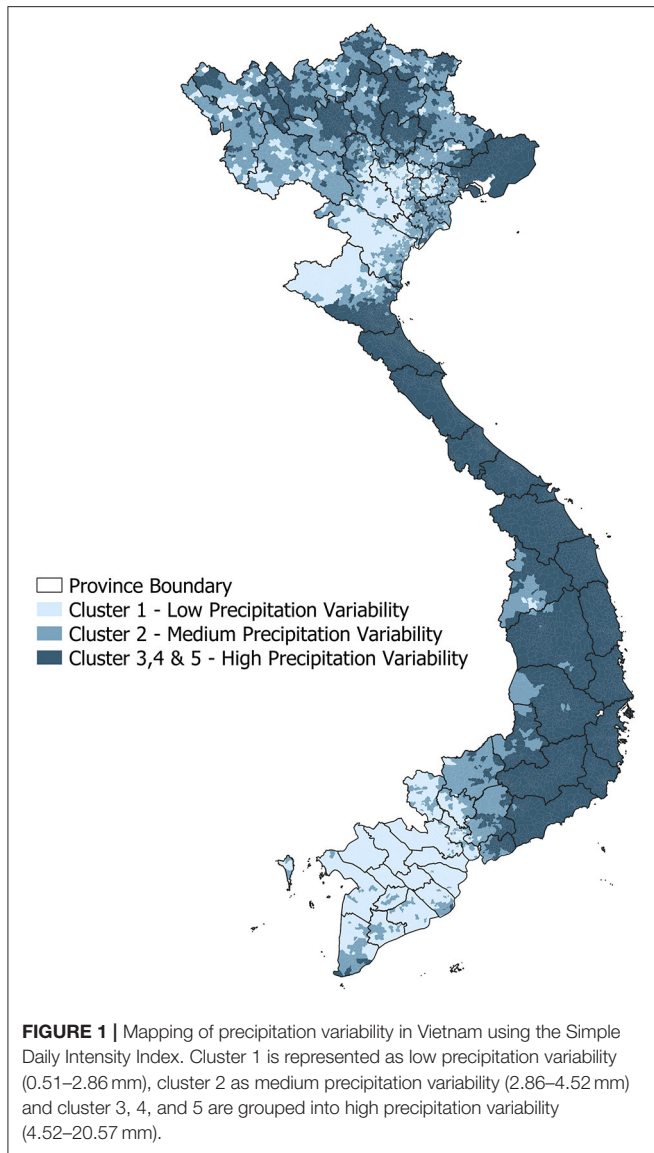 Province Boundary
Cluster 1 - Low Precipitation Variability
Cluster 2 - Medium Precipitation Variability
Cluster 3,4 & 5 - High Precipitation Variability
FIGURE 1 | Mapping of precipitation variability in Vietnam using the Simple
Daily Intensity Index. Cluster 1 is represented as low precipitation variability
(0.51–2.86 mm), cluster 2 as medium precipitation variability (2.86–4.52 mm)
and cluster 3, 4, and 5 are grouped into high precipitation variability
(4.52–20.57 mm).